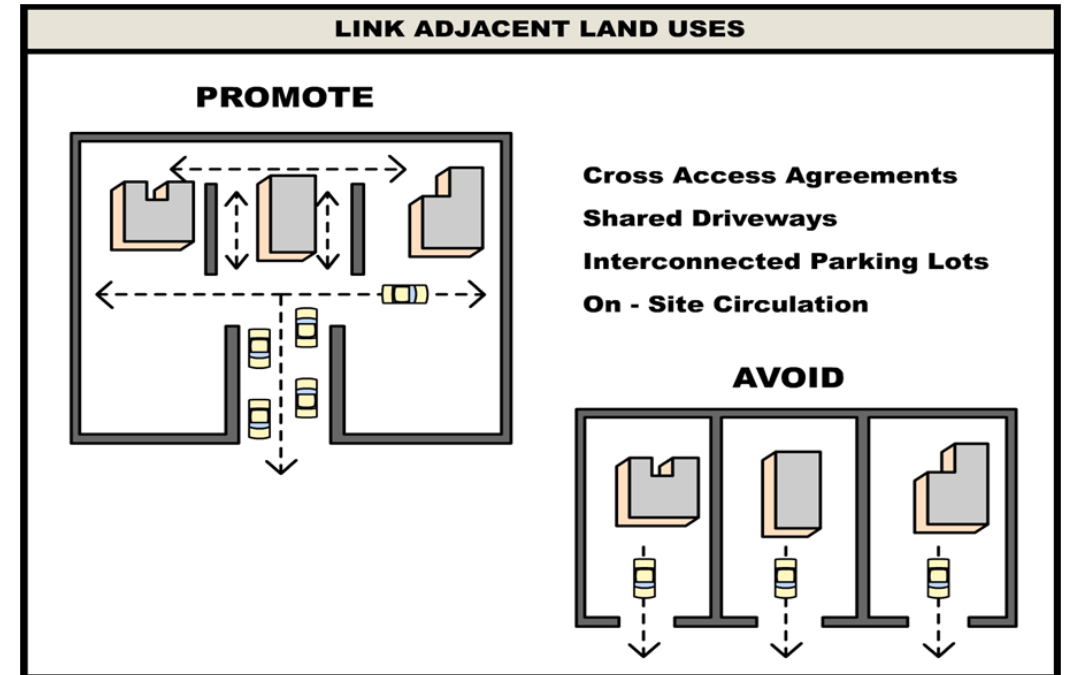 LINK ADJACENT LAND USES
PROMOTE
Cross Access Agreements
Shared Driveways
Interconnected Parking Lots
On - Site Circulation
AVOID